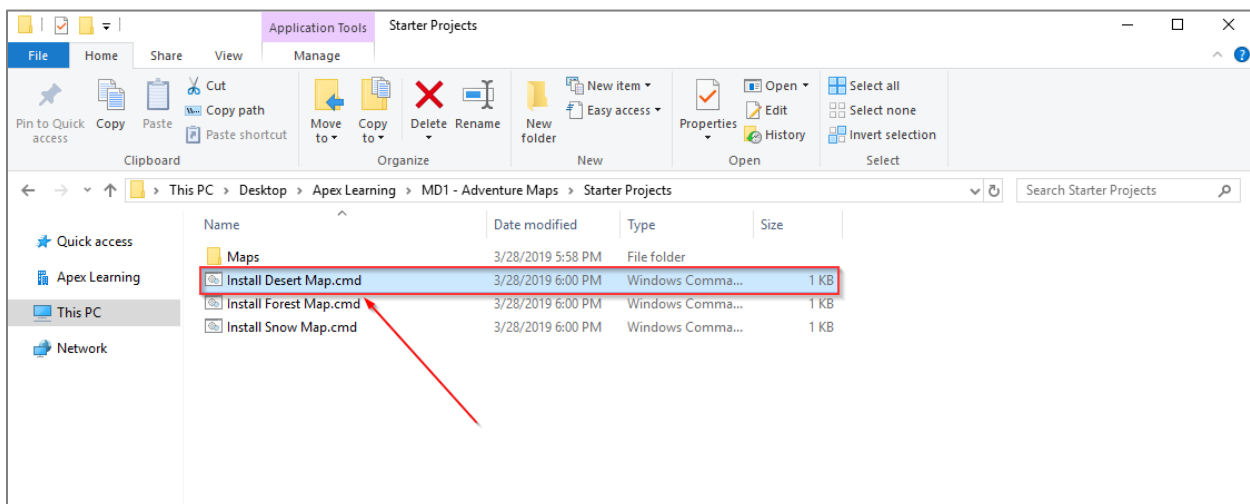 Application Tools Starter Projects
File Home Share View Manage
Pin to Quick access
Copy
Paste
Cut
Copy path
Paste shortcut
Clipboard
Move to
Copy to
Delete
Rename
Organize
New folder
New item
Easy access
New
Properties
Open
Edit
History
Open
Select all
Select none
Invert selection
Select
This PC > Desktop > Apex Learning > MD1 - Adventure Maps > Starter Projects
Search Starter Projects
Quick access
Apex Learning
This PC
Network
Name Date modified Type Size
Maps 3/28/2019 5:58 PM File folder
Install Desert Map.cmd 3/28/2019 6:00 PM Windows Comma... 1 KB
Install Forest Map.cmd 3/28/2019 6:00 PM Windows Comma... 1 KB
Install Snow Map.cmd 3/28/2019 6:00 PM Windows Comma... 1 KB